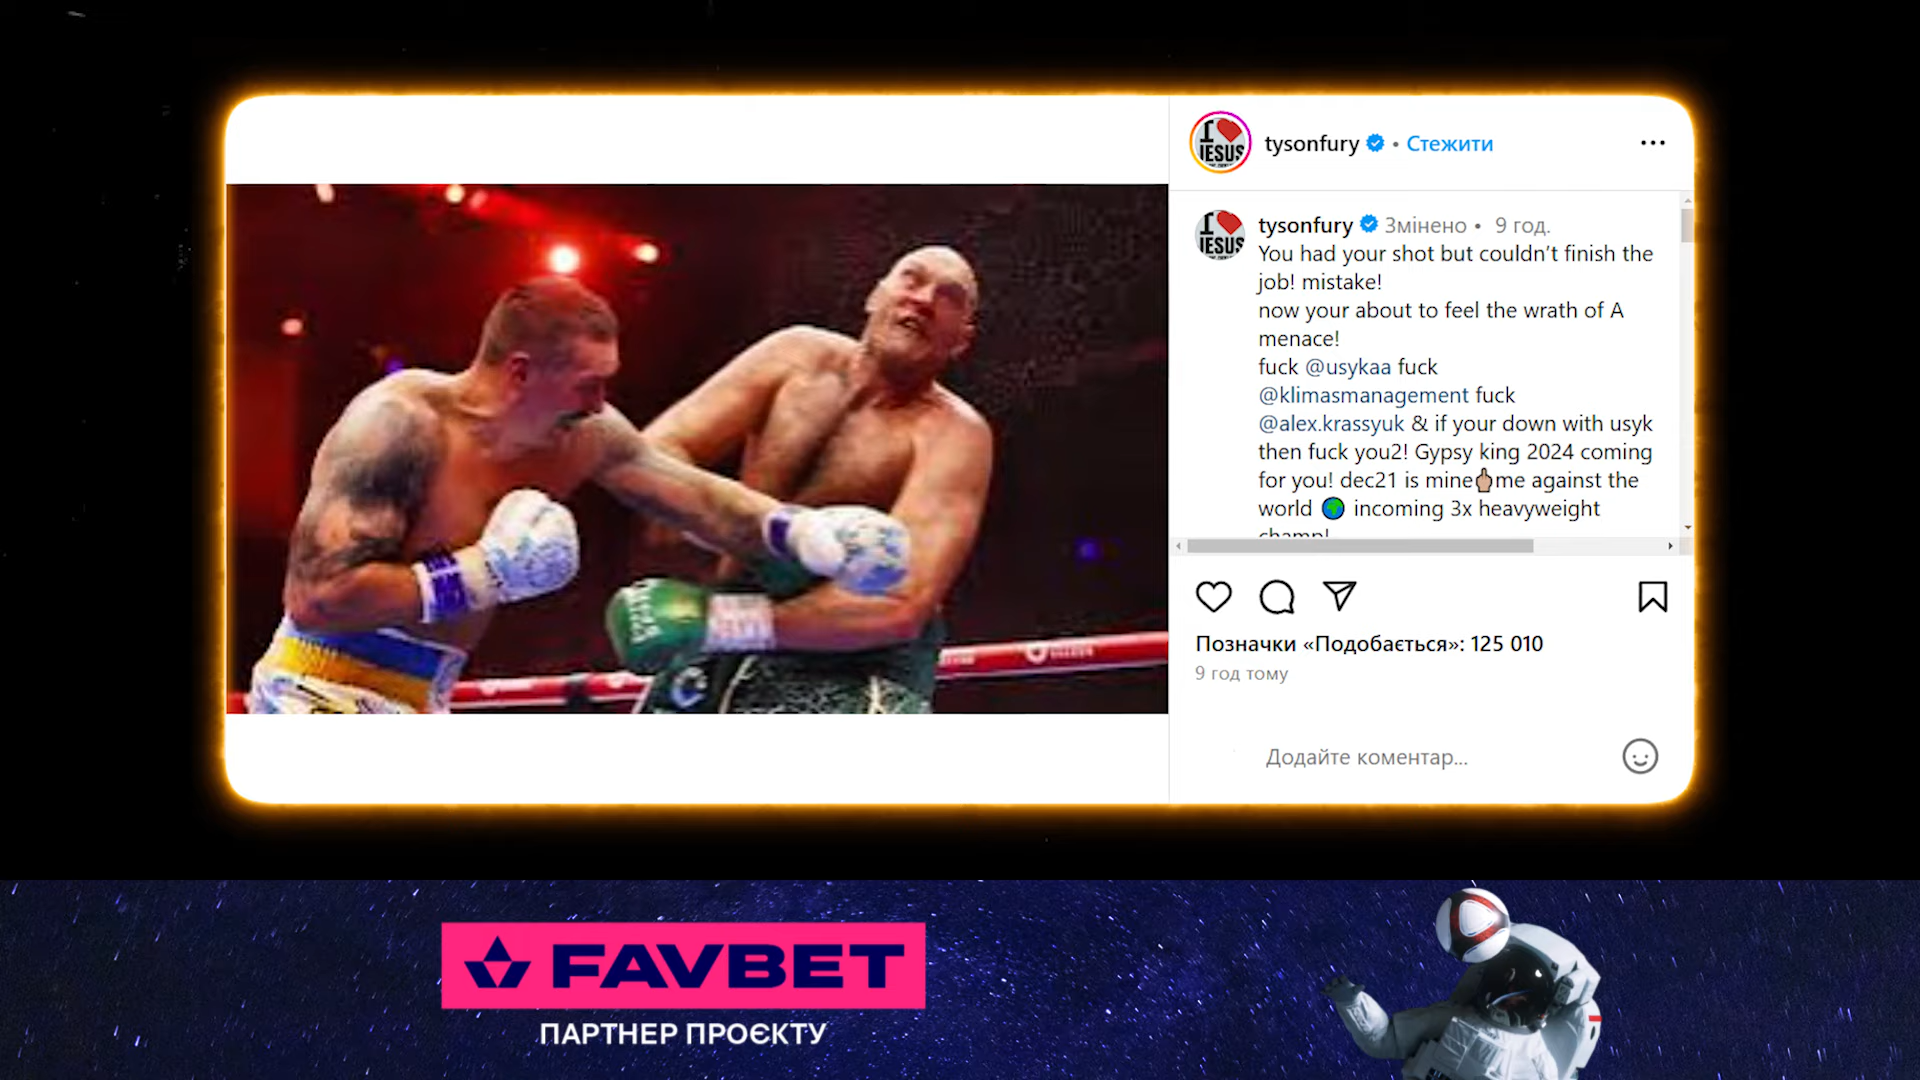 I ❤
JESUS
tysonfury • Стежити
I ❤
JESUS
tysonfury Змінено • 9 год.
You had your shot but couldn’t finish the
job! mistake!
now your about to feel the wrath of A
menace!
fuck @usykaa fuck
@klimasmanagement fuck
@alex.krassyuk & if your down with usyk
then fuck you2! Gypsy king 2024 coming
for you! dec21 is mine🖕🏼me against the
world 🌍 incoming 3x heavyweight
champ!
Позначки «Подобається»: 125 010
9 год тому
Додайте коментар...
FAVBET
ПАРТНЕР ПРОЄКТУ